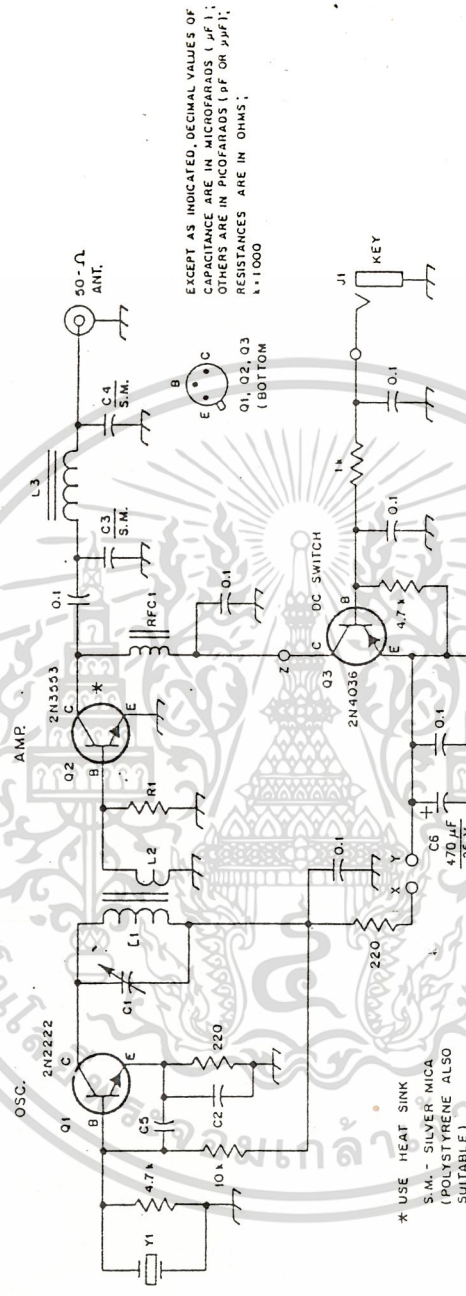 OSC.
2N2222
Q1
B
C
E
Y1
4.7 k
C5
10 k
C2
220
C1
L1
L2
R1
AMP.
2N3553
Q2
B
C
E
*
0.1
RFC1
0.1
C3
S.M.
L3
C4
S.M.
50-Ω
ANT.
0.1
220
X
Y
Z
C6
470 µF
+
0.1
Q3
2N4036
C
B
E
DC SWITCH
4.7 k
0.1
1k
0.1
J1
KEY
B
E
C
Q1, Q2, Q3
(BOTTOM
EXCEPT AS INDICATED, DECIMAL VALUES OF
CAPACITANCE ARE IN MICROFARADS ( µF ) ;
OTHERS ARE IN PICOFARADS ( pF OR µµF);
RESISTANCES ARE IN OHMS ;
k=1000
* USE HEAT SINK
S.M. - SILVER MICA
(POLYSTYRENE ALSO
SUITABLE)